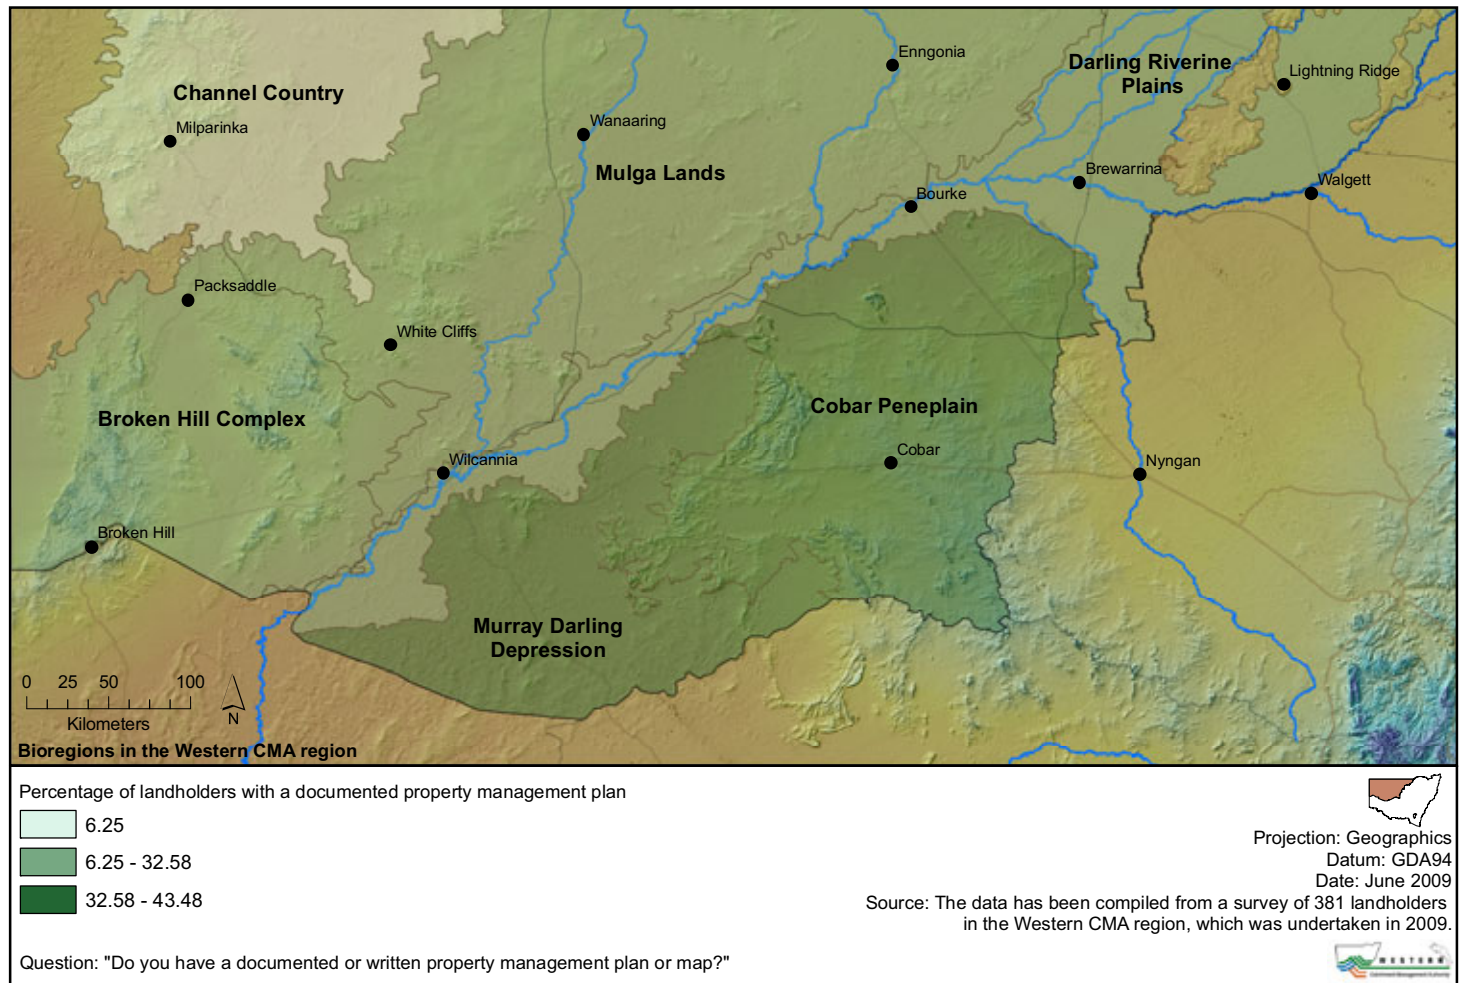 Enngonia
Darling Riverine
Plains
Lightning Ridge
Channel Country
Milparinka
Wanaaring
Mulga Lands
Brewarrina
Walgett
Bourke
Packsaddle
White Cliffs
Broken Hill Complex
Cobar Peneplain
Cobar
Wilcannia
Nyngan
Broken Hill
Murray Darling
Depression
0 25 50 100
Kilometers
N
Bioregions in the Western CMA region
Percentage of landholders with a documented property management plan
6.25
6.25 - 32.58
32.58 - 43.48
Projection: Geographics
Datum: GDA94
Date: June 2009
Source: The data has been compiled from a survey of 381 landholders
in the Western CMA region, which was undertaken in 2009.
Question: "Do you have a documented or written property management plan or map?"
WESTERN